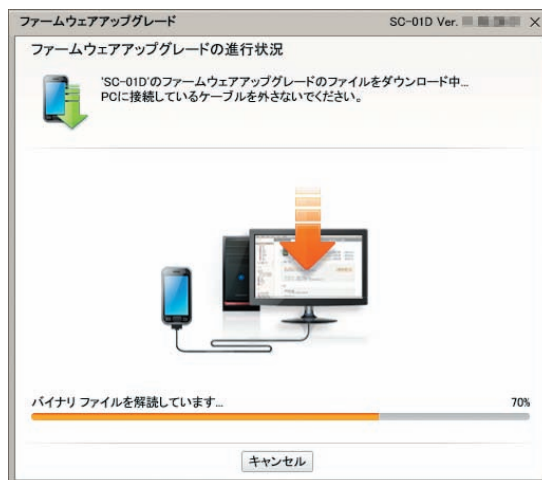 ファームウェアアップグレード SC-01D Ver.
ファームウェアアップグレードの進行状況
'SC-01D'のファームウェアアップグレードのファイルをダウンロード中...
PCに接続しているケーブルを外さないでください。
バイナリ ファイルを解読しています... 70%
キャンセル